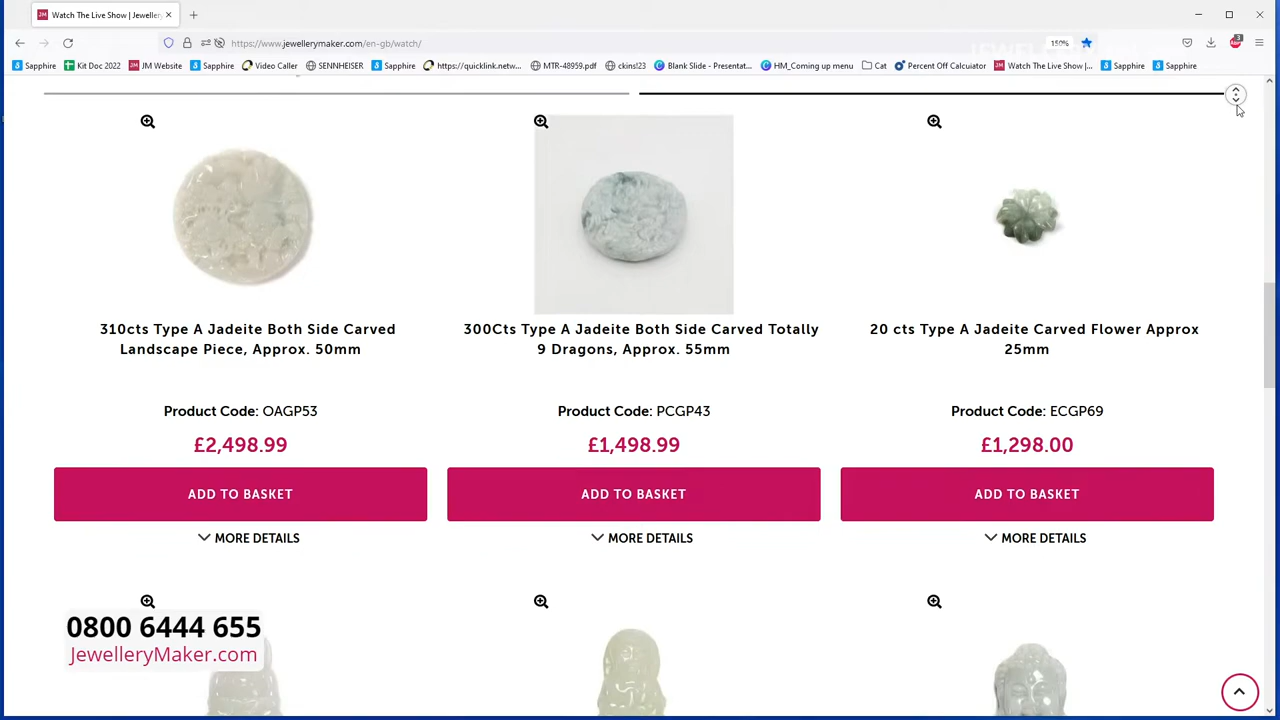 Watch The Live Show | Jewellery
https://www.jewellerymaker.com/en-gb/watch/
150%
Sapphire Kit Doc 2022 JM Website Sapphire Video Caller SENNHEISER Sapphire https://quicklink.netw... MTR-48959.pdf ckins!23 Blank Slide - Presentat... HM_Coming up menu Cat Percent Off Calculator Watch The Live Show |... Sapphire Sapphire
310cts Type A Jadeite Both Side Carved
Landscape Piece, Approx. 50mm
Product Code: OAGP53
£2,498.99
ADD TO BASKET
MORE DETAILS
300Cts Type A Jadeite Both Side Carved Totally
9 Dragons, Approx. 55mm
Product Code: PCGP43
£1,498.99
ADD TO BASKET
MORE DETAILS
20 cts Type A Jadeite Carved Flower Approx
25mm
Product Code: ECGP69
£1,298.00
ADD TO BASKET
MORE DETAILS
0800 6444 655
JewelleryMaker.com